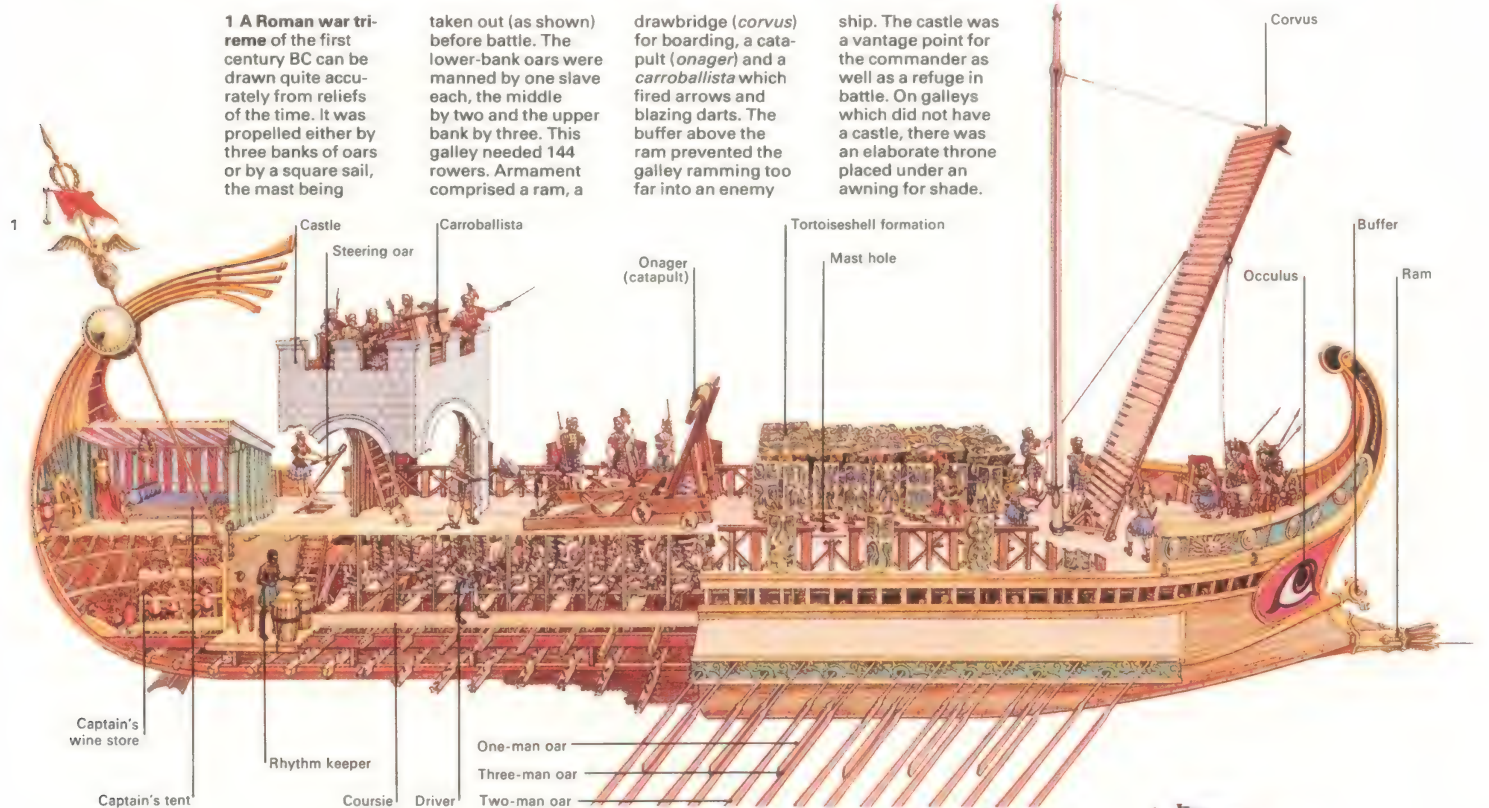 1 A Roman war tri-
reme of the first
century BC can be
drawn quite accu-
rately from reliefs
of the time. It was
propelled either by
three banks of oars
or by a square sail,
the mast being
taken out (as shown)
before battle. The
lower-bank oars were
manned by one slave
each, the middle
by two and the upper
bank by three. This
galley needed 144
rowers. Armament
comprised a ram, a
drawbridge (corvus)
for boarding, a cata-
pult (onager) and a
carroballista which
fired arrows and
blazing darts. The
buffer above the
ram prevented the
galley ramming too
far into an enemy
ship. The castle was
a vantage point for
the commander as
well as a refuge in
battle. On galleys
which did not have
a castle, there was
an elaborate throne
placed under an
awning for shade.
Corvus
1
Castle
Carroballista
Tortoiseshell formation
Buffer
Steering oar
Onager
(catapult)
Mast hole
Occulus
Ram
Captain's
wine store
Rhythm keeper
Captain's tent
Coursie
Driver
One-man oar
Three-man oar
Two-man oar